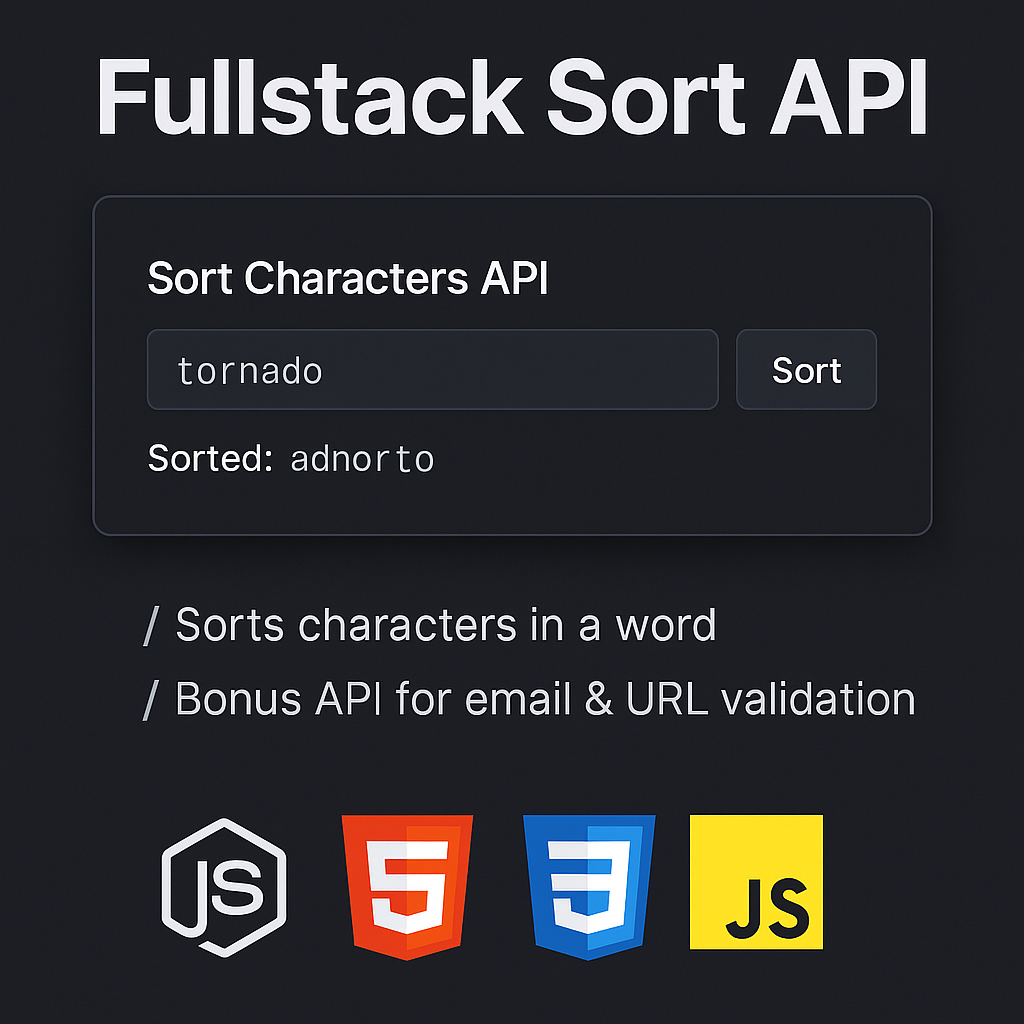 Fullstack Sort API
Sort Characters API
tornado Sort
Sorted: adnorto
/ Sorts characters in a word
/ Bonus API for email & URL validation
JS 5 3 JS